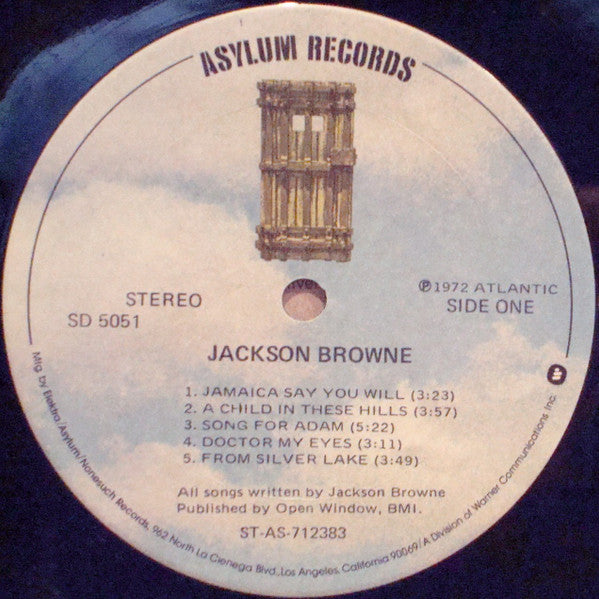 ASYLUM RECORDS
STEREO
SD 5051
℗1972 ATLANTIC
SIDE ONE
JACKSON BROWNE
1. JAMAICA SAY YOU WILL (3:23)
2. A CHILD IN THESE HILLS (3:57)
3. SONG FOR ADAM (5:22)
4. DOCTOR MY EYES (3:11)
5. FROM SILVER LAKE (3:49)
All songs written by Jackson Browne
Published by Open Window, BMI.
ST-AS-712383
Mfg by Elektra/Asylum/Nonesuch Records, 962 North La Cienega Blvd., Los Angeles, California 90069/A Division of Warner Communications Inc.